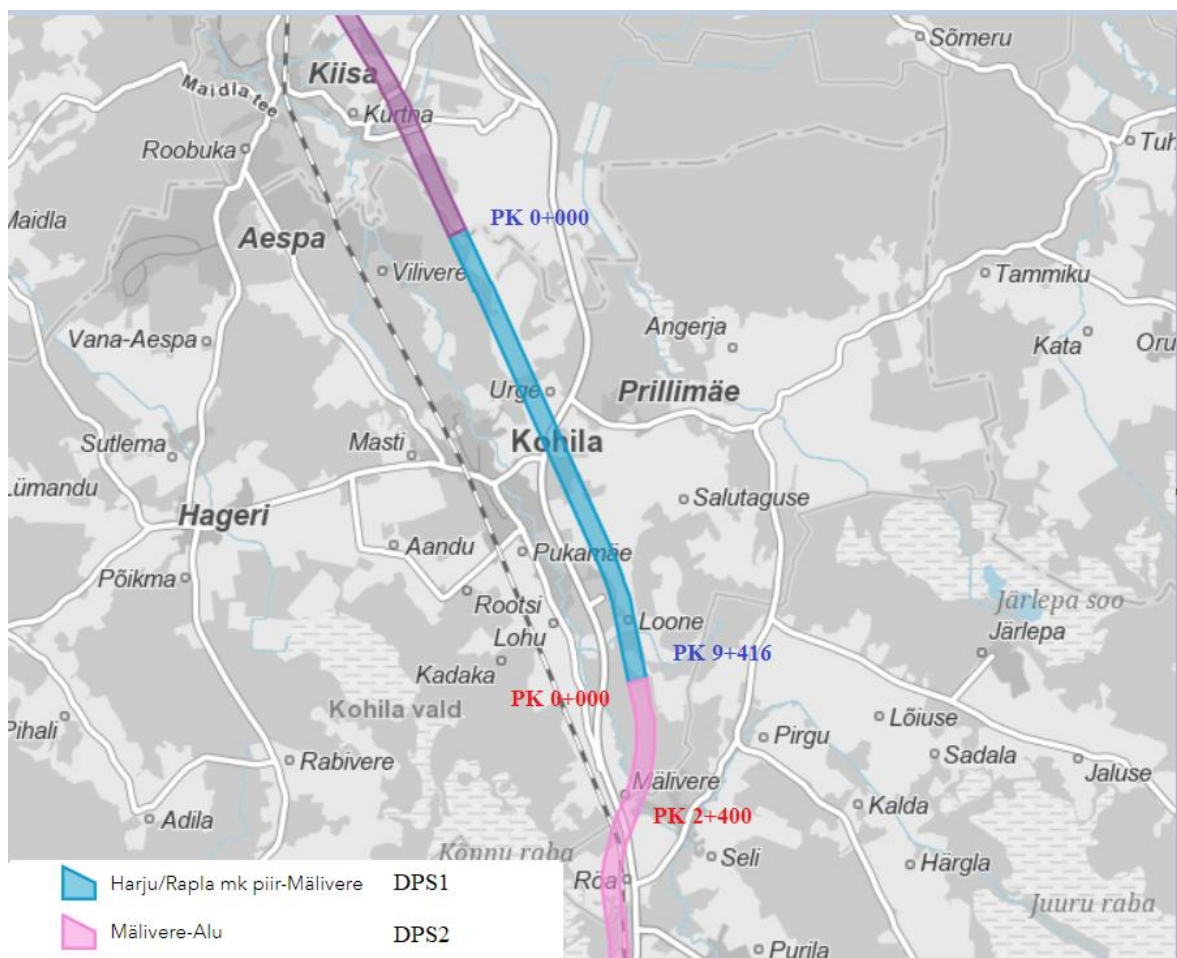 Sõmeru
Kiisa
Maidla tee
Kurtna
Roobuka
Tuh
Maidla
PK 0+000
Aespa
Vilivere
Tammiku
Angerja
Vana-Aespa
Kata
Oru
Urge
Prillimäe
Kohila
Masti
Sutlema
Lümandu
Salutaguse
Hageri
Aandu
Pukamäe
Põikma
Rootsi
Järlepa soo
Lohu
Loone
Järlepa
PK 9+416
Kadaka
PK 0+000
Kohila vald
Pihali
Lõiuse
Pirgu
Sadala
Rabivere
Jaluse
Mälivere
Kalda
PK 2+400
Adila
Kõnnu raba
Seli
Härgla
Röa
Harju/Rapla mk piir-Mälivere DPS1
Juuru raba
Mälivere-Alu DPS2
Purila